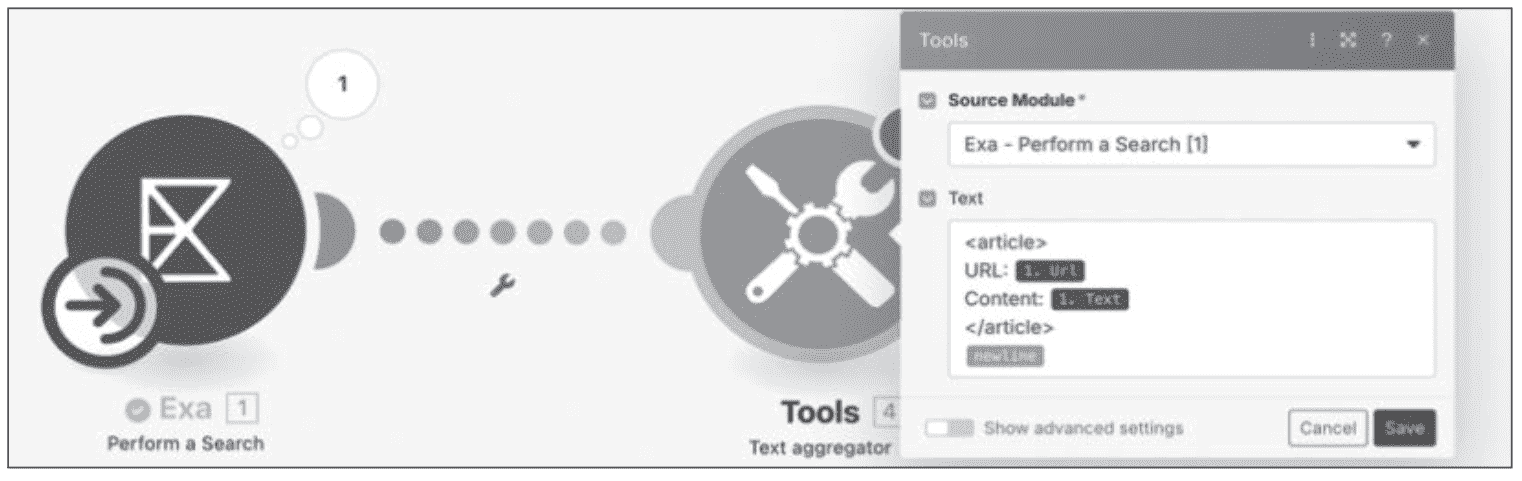 1
Exa 1
Perform a Search
Tools 4
Text aggregator
Tools
?
Source Module*
Exa - Perform a Search [1]
Text
<article>
URL: 1. Url
Content: 1. Text
</article>
newline
Show advanced settings
Cancel
Save